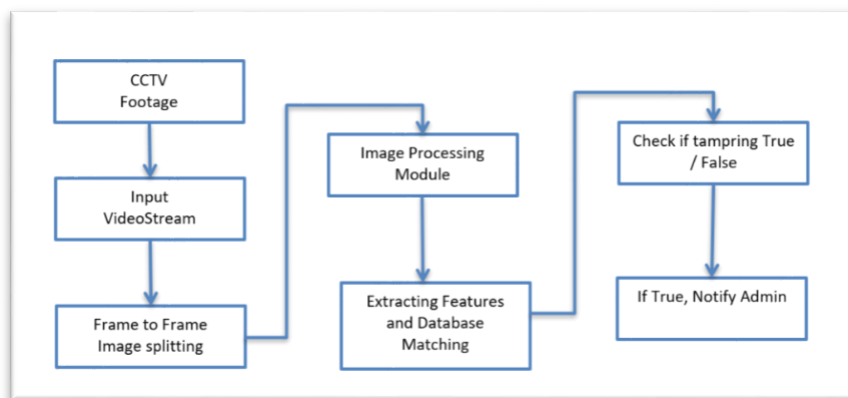 CCTV
Footage
Input
VideoStream
Frame to Frame
Image splitting
Image Processing
Module
Extracting Features
and Database
Matching
Check if tampring True
/ False
If True, Notify Admin